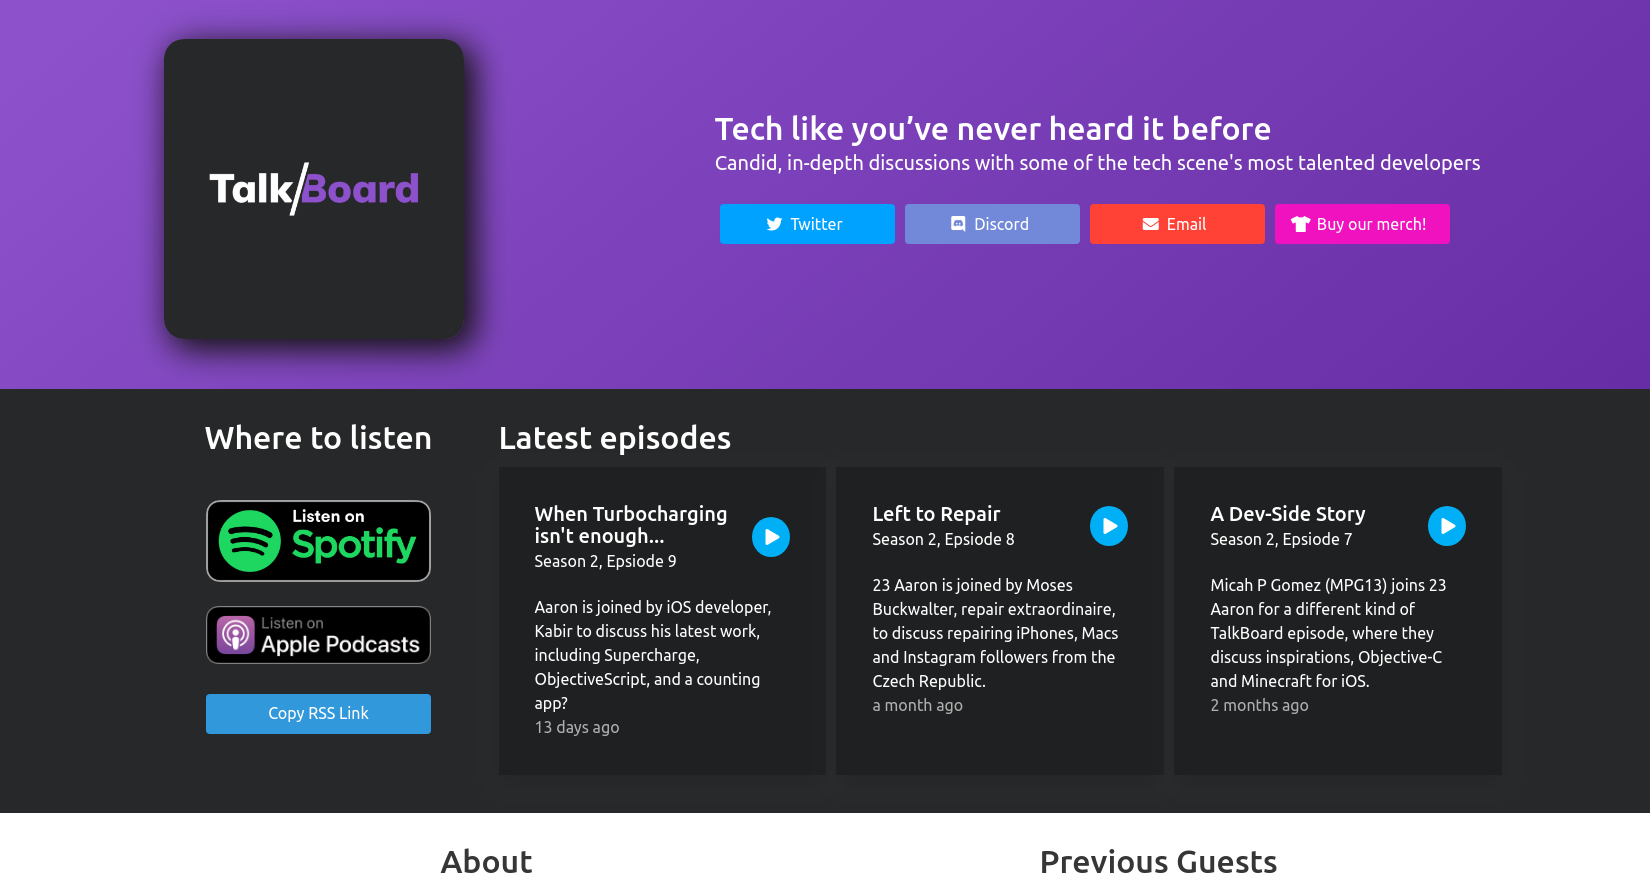 Talk/Board
Tech like you’ve never heard it before
Candid, in-depth discussions with some of the tech scene's most talented developers
Twitter
Discord
Email
Buy our merch!
Where to listen
Listen on
Spotify
Listen on
Apple Podcasts
Copy RSS Link
Latest episodes
When Turbocharging
isn't enough...
Season 2, Epsiode 9
Aaron is joined by iOS developer,
Kabir to discuss his latest work,
including Supercharge,
ObjectiveScript, and a counting
app?
13 days ago
Left to Repair
Season 2, Epsiode 8
23 Aaron is joined by Moses
Buckwalter, repair extraordinaire,
to discuss repairing iPhones, Macs
and Instagram followers from the
Czech Republic.
a month ago
A Dev-Side Story
Season 2, Epsiode 7
Micah P Gomez (MPG13) joins 23
Aaron for a different kind of
TalkBoard episode, where they
discuss inspirations, Objective-C
and Minecraft for iOS.
2 months ago
About
Previous Guests